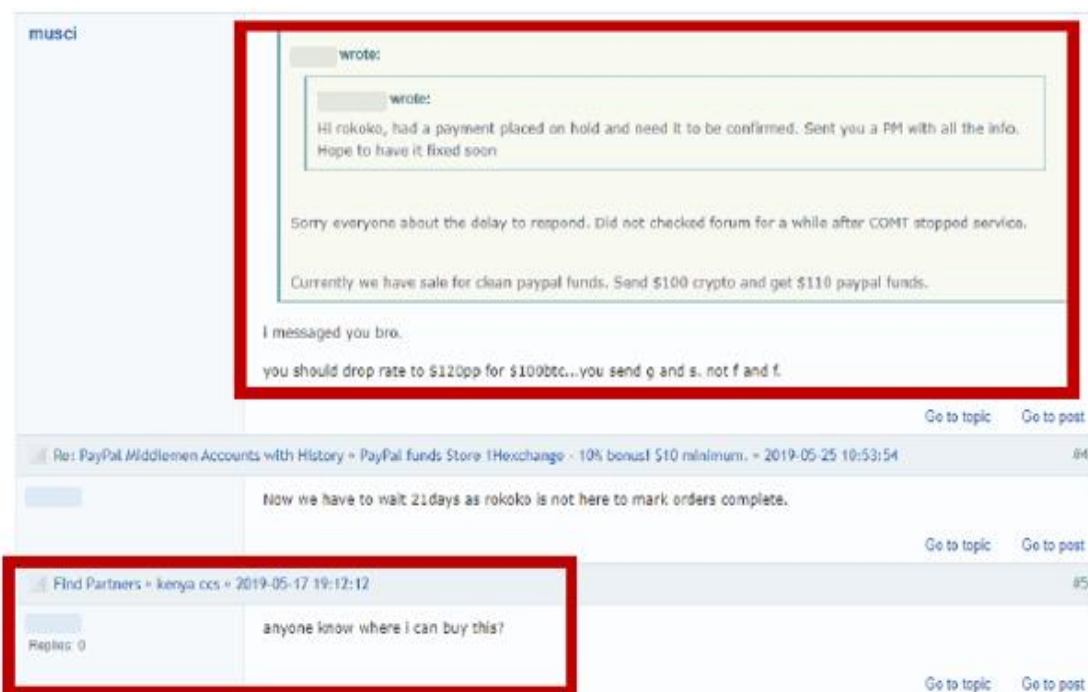 musci
wrote:
wrote:
Hi rokoko, had a payment placed on hold and need it to be confirmed. Sent you a PM with all the info.
Hope to have it fixed soon
Sorry everyone about the delay to respond. Did not checked forum for a while after COMT stopped service.
Currently we have sale for clean paypal funds. Send $100 crypto and get $110 paypal funds.
I messaged you bro.
you should drop rate to $120pp for $100btc...you send g and s. not f and f.
Go to topic Go to post
Re: PayPal Middlemen Accounts with History » PayPal funds Store 1Hexchange - 10% bonus! $10 minimum. » 2019-05-25 10:53:54 #4
Now we have to wait 21days as rokoko is not here to mark orders complete.
Go to topic Go to post
Find Partners » kenya ccs » 2019-05-17 19:12:12 #5
anyone know where i can buy this?
Replies: 0
Go to topic Go to post